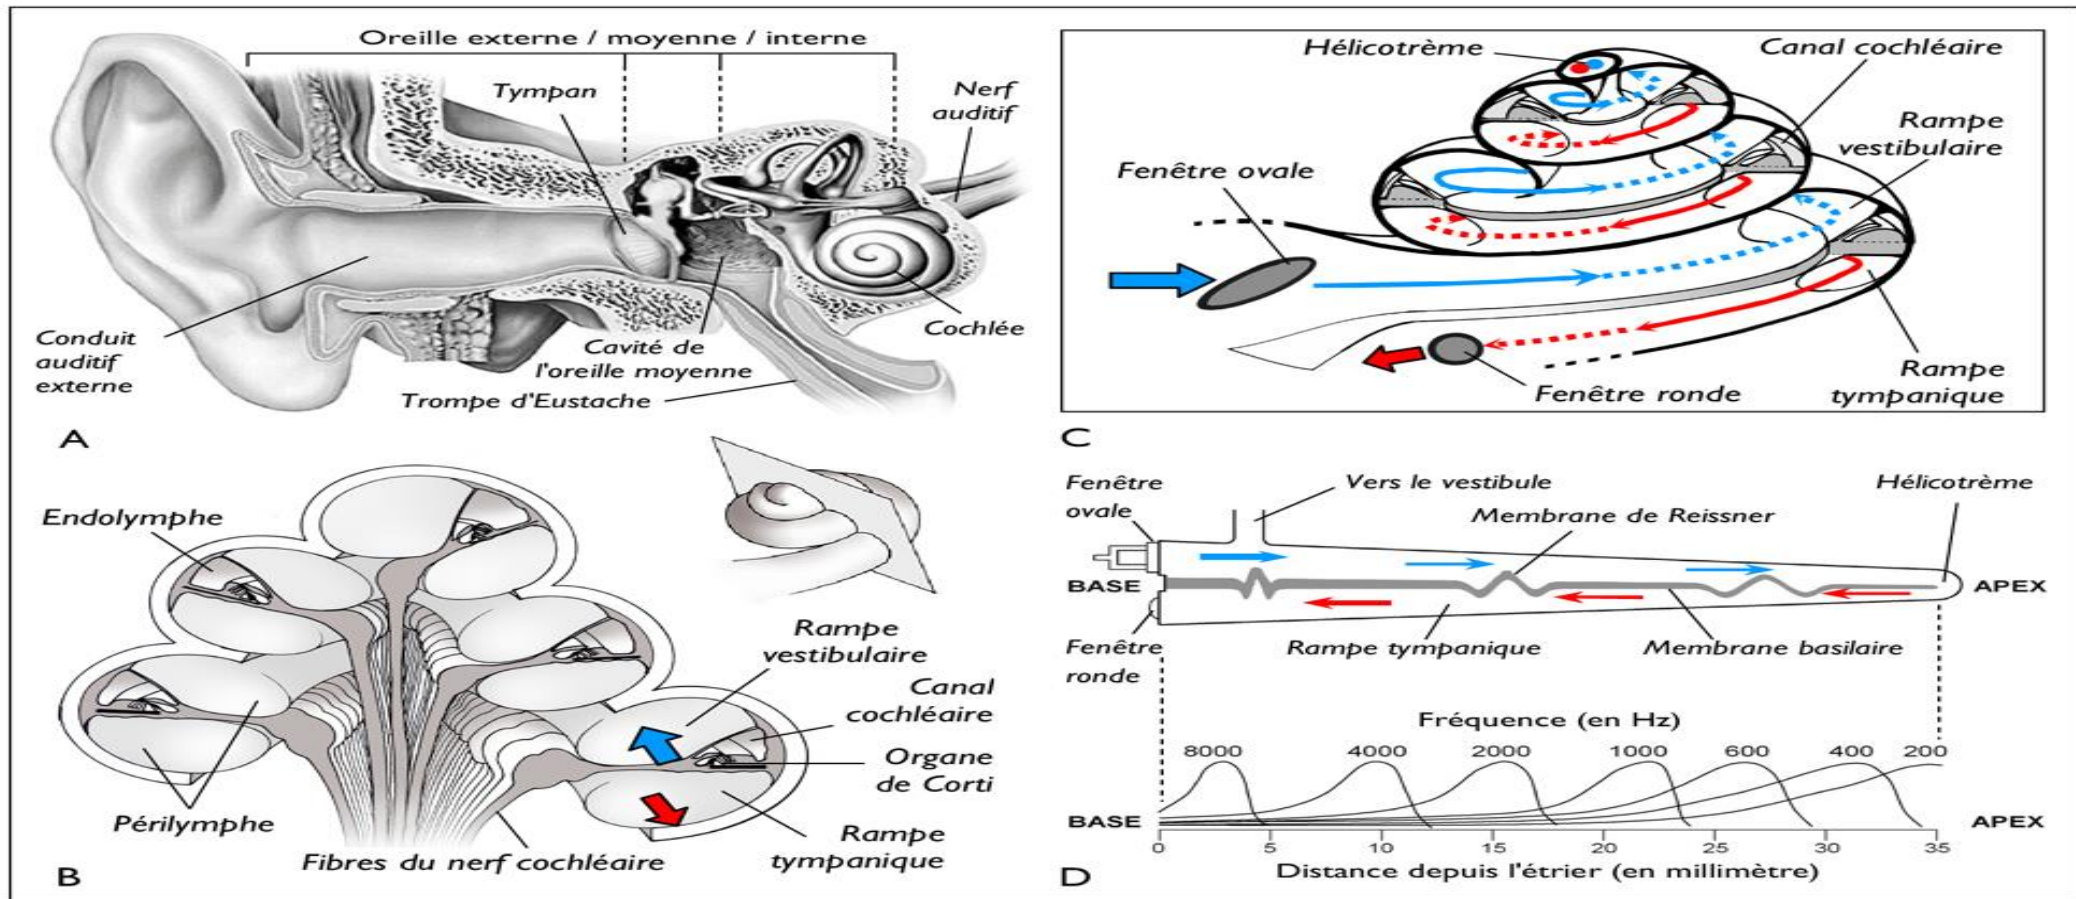 Oreille externe / moyenne / interne
Tympan
Nerf
auditif
Conduit
auditif
externe
Cavité de
l'oreille moyenne
Trompe d'Eustache
Cochlée
A
Hélicotrème
Canal cochléaire
Rampe
vestibulaire
Fenêtre ovale
Rampe
tympanique
Fenêtre ronde
C
Endolymphe
Rampe
vestibulaire
Canal
cochléaire
Organe
de Corti
Périlymphe
Rampe
tympanique
Fibres du nerf cochléaire
B
Fenêtre
ovale
Vers le vestibule
Hélicotrème
Membrane de Reissner
BASE
APEX
Fenêtre
ronde
Rampe tympanique
Membrane basilaire
Fréquence (en Hz)
8000 4000 2000 1000 600 400 200
BASE
APEX
0 5 10 15 20 25 30 35
Distance depuis l'étrier (en millimètre)
D